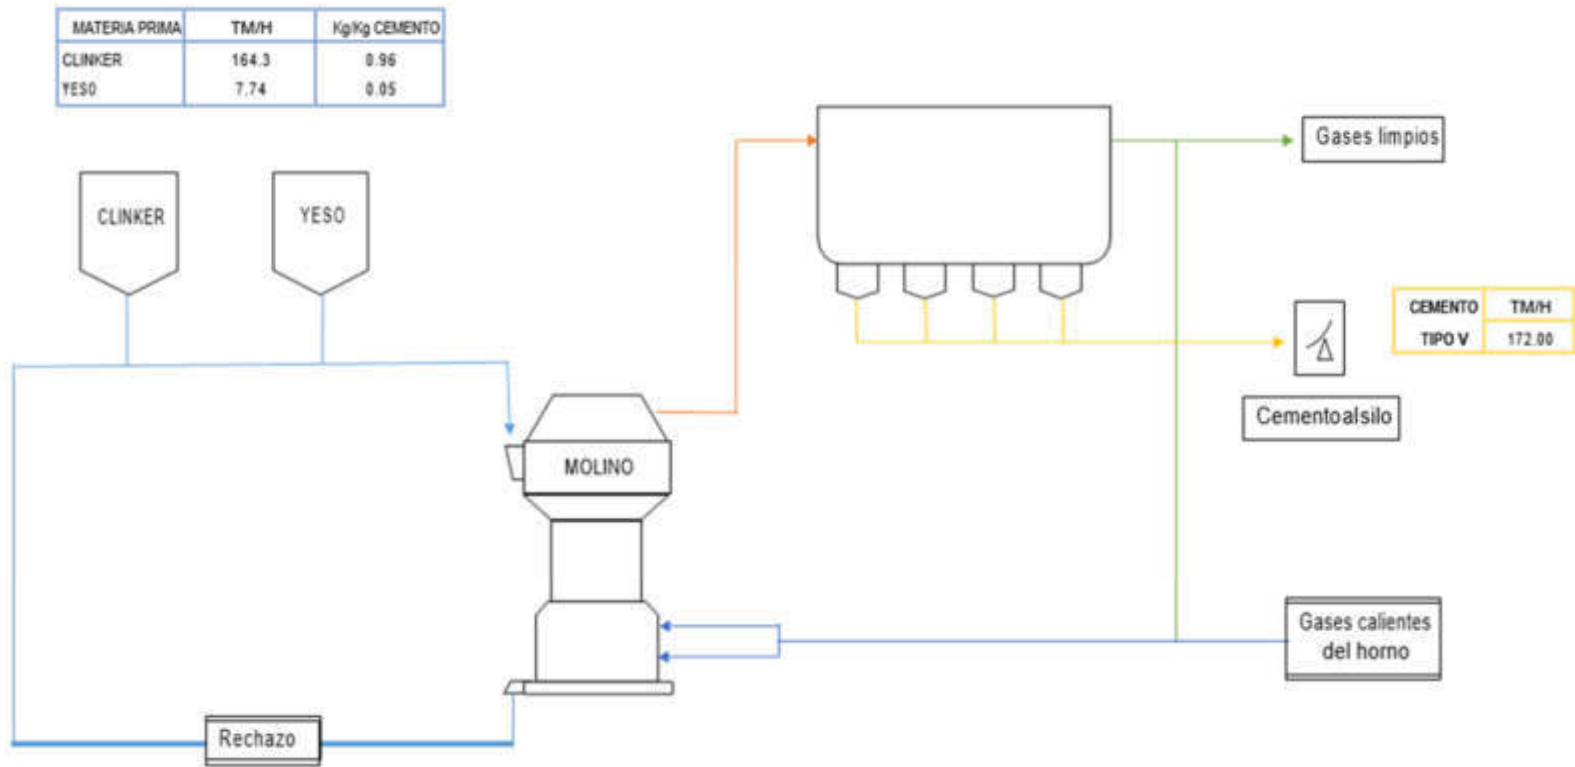 MATERIA PRIMA TM/H Kg/Kg CEMENTO
CLINKER 164.3 0.96
YESO 7.74 0.05
CLINKER
YESO
Gases limpios
CEMENTO TM/H
TIPO V 172.00
Cementoalsilo
MOLINO
Gases calientes
del horno
Rechazo